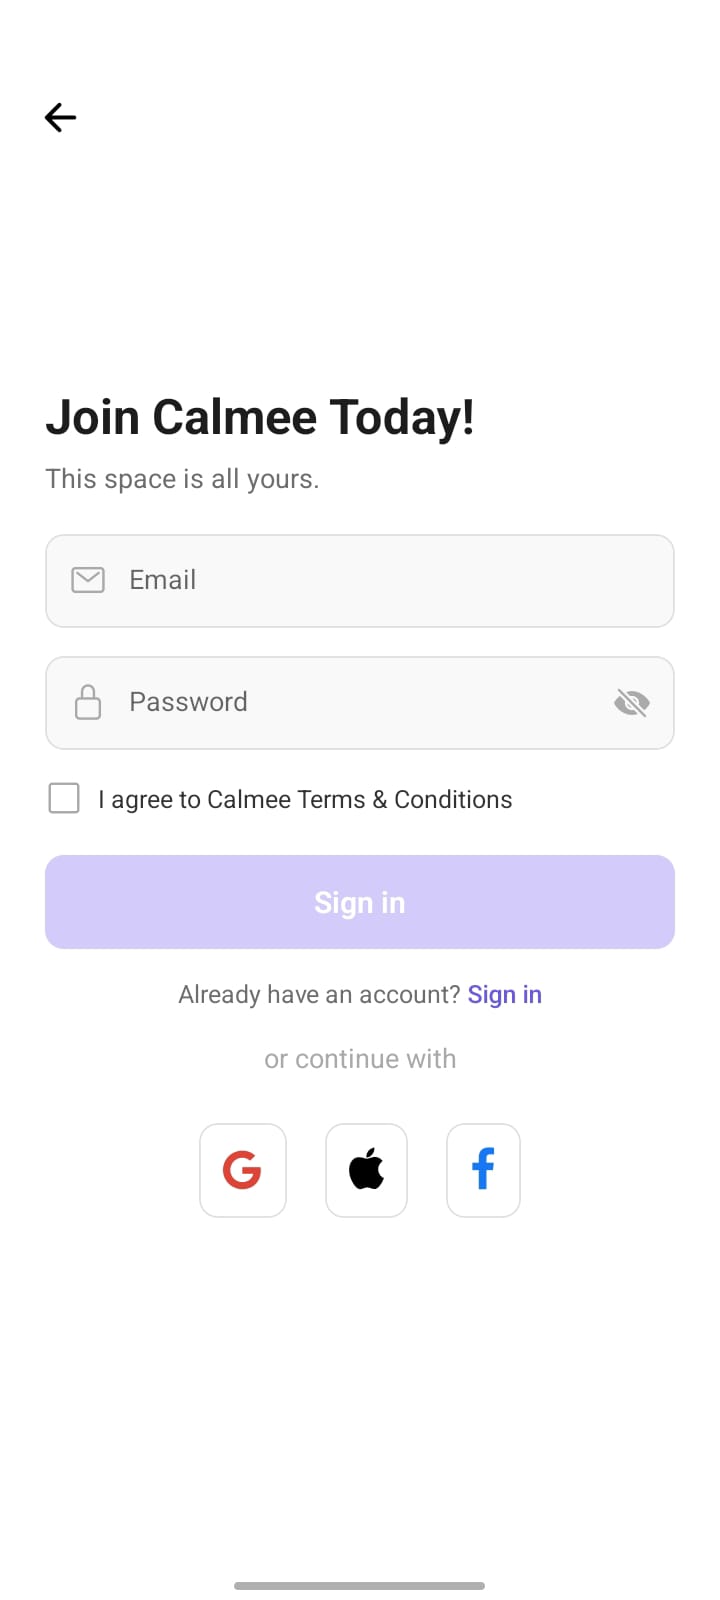 Join Calmee Today!
This space is all yours.
Email
Password
I agree to Calmee Terms & Conditions
Sign in
Already have an account? Sign in
or continue with